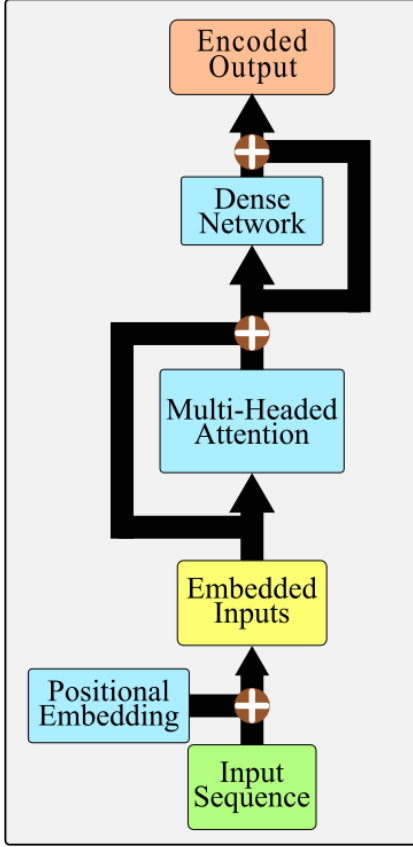 Encoded
Output
Dense
Network
Multi-Headed
Attention
Embedded
Inputs
Positional
Embedding
Input
Sequence